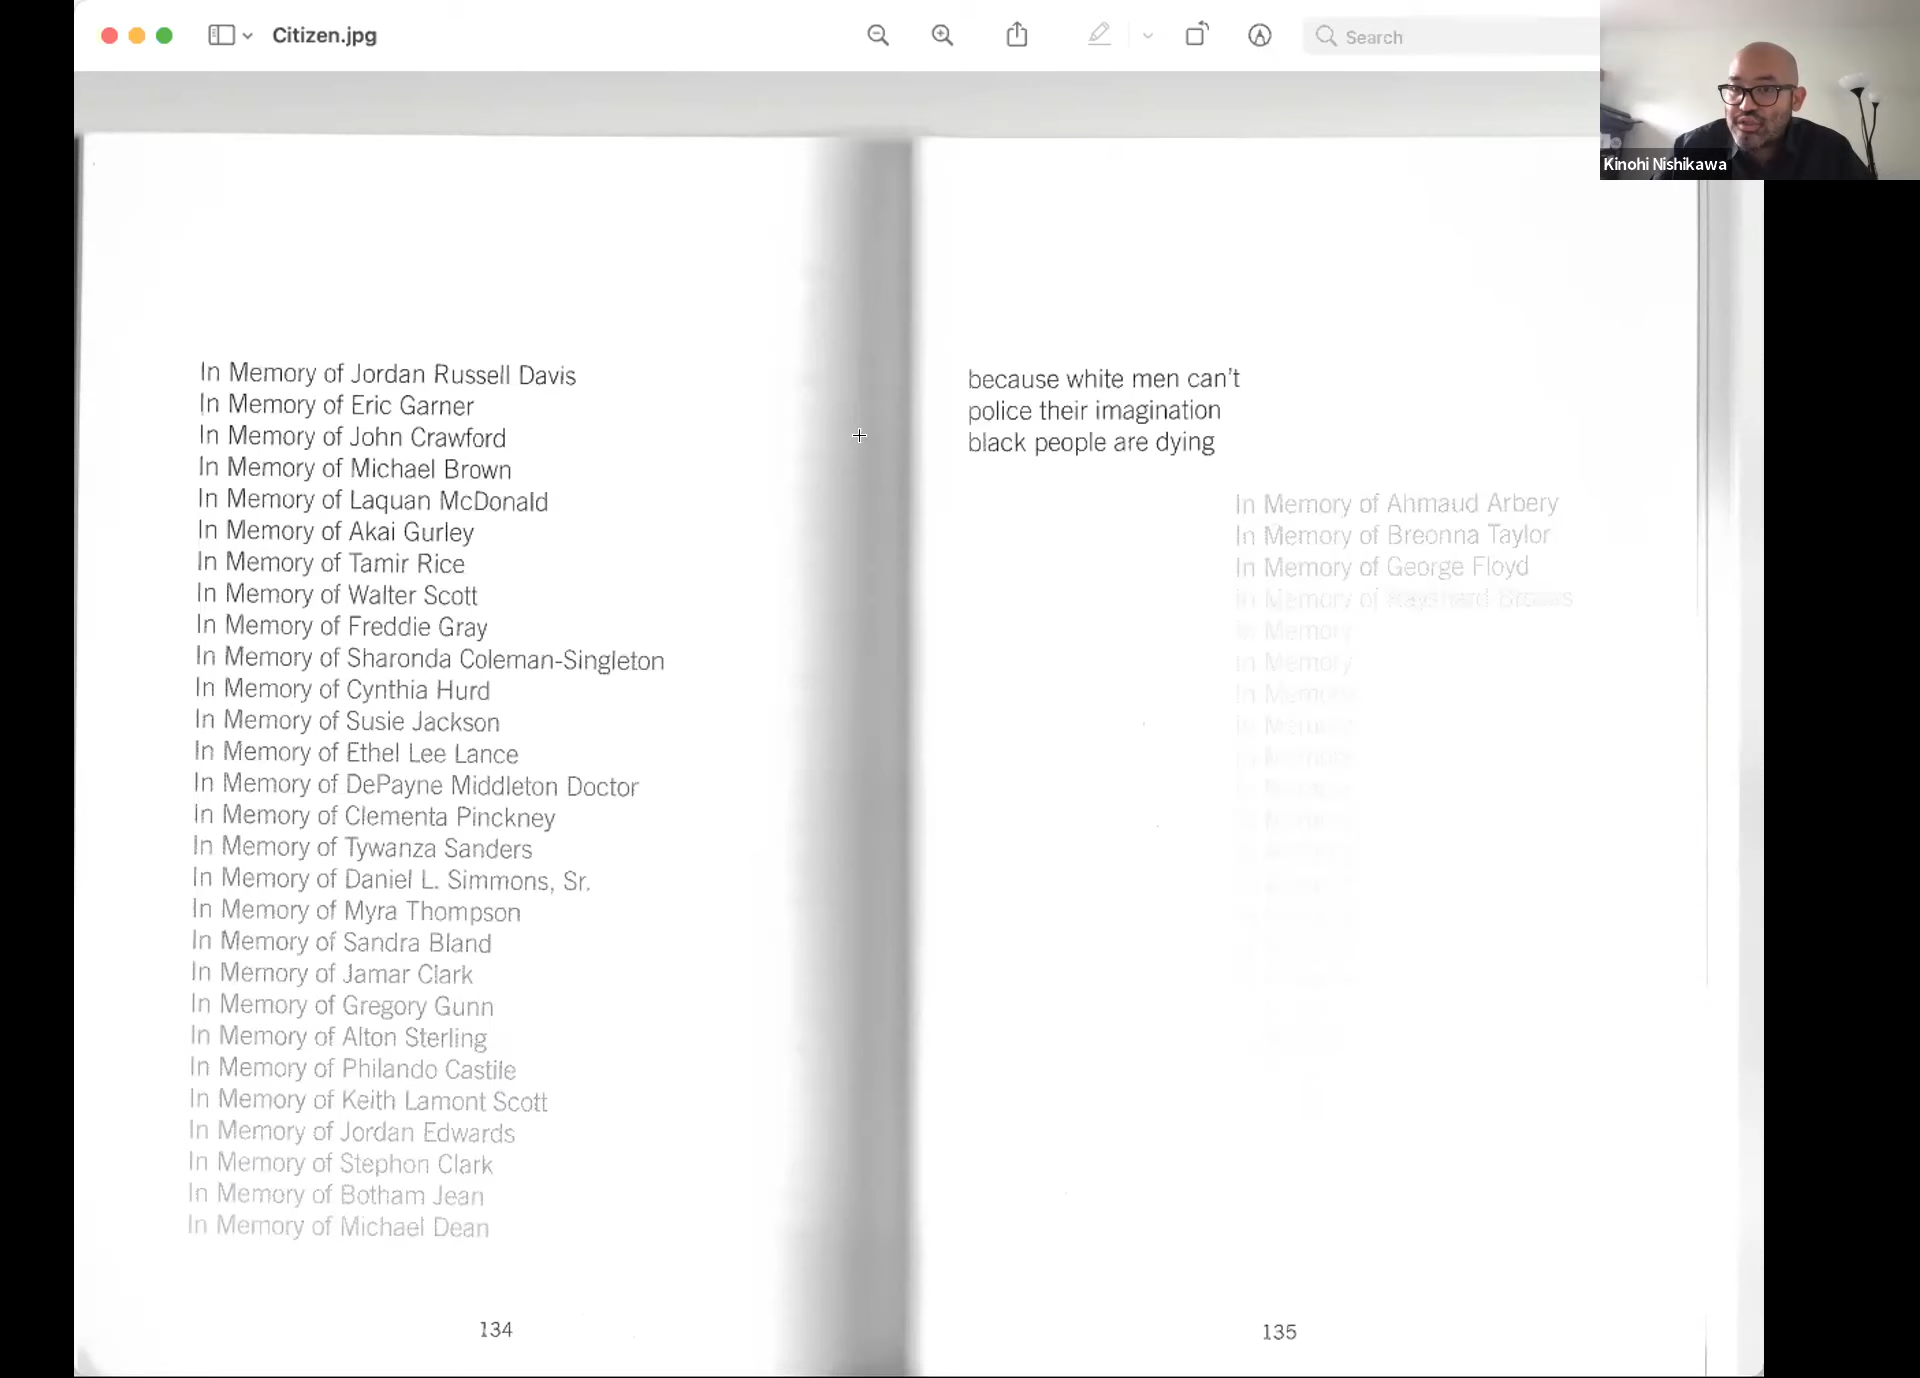 Citizen.jpg
Search
Kinohi Nishikawa
In Memory of Jordan Russell Davis
In Memory of Eric Garner
In Memory of John Crawford
In Memory of Michael Brown
In Memory of Laquan McDonald
In Memory of Akai Gurley
In Memory of Tamir Rice
In Memory of Walter Scott
In Memory of Freddie Gray
In Memory of Sharonda Coleman-Singleton
In Memory of Cynthia Hurd
In Memory of Susie Jackson
In Memory of Ethel Lee Lance
In Memory of DePayne Middleton Doctor
In Memory of Clementa Pinckney
In Memory of Tywanza Sanders
In Memory of Daniel L. Simmons, Sr.
In Memory of Myra Thompson
In Memory of Sandra Bland
In Memory of Jamar Clark
In Memory of Gregory Gunn
In Memory of Alton Sterling
In Memory of Philando Castile
In Memory of Keith Lamont Scott
In Memory of Jordan Edwards
In Memory of Stephon Clark
In Memory of Botham Jean
In Memory of Michael Dean
134
because white men can't
police their imagination
black people are dying
In Memory of Ahmaud Arbery
In Memory of Breonna Taylor
In Memory of George Floyd
In Memory of
In Memory
In Memory
In Memory
In Memory
In Memory
135